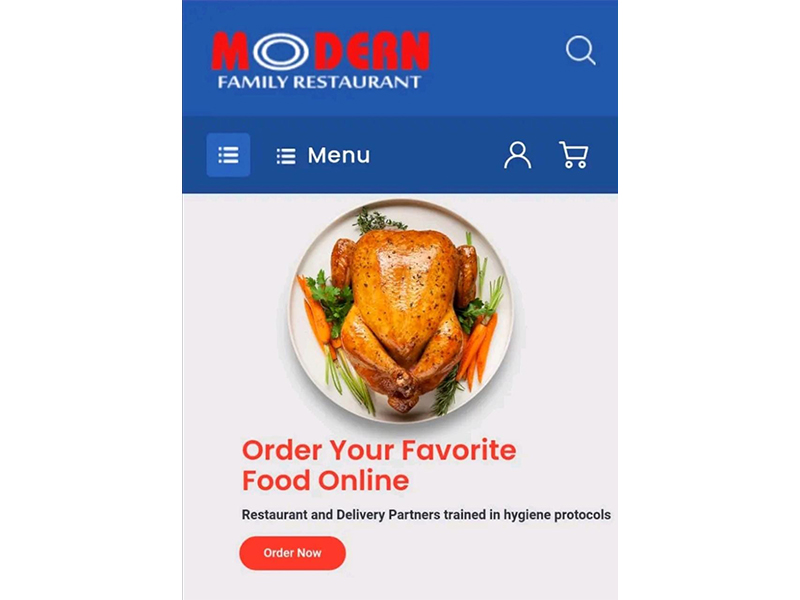 MODERN
FAMILY RESTAURANT
Menu
Order Your Favorite
Food Online
Restaurant and Delivery Partners trained in hygiene protocols
Order Now